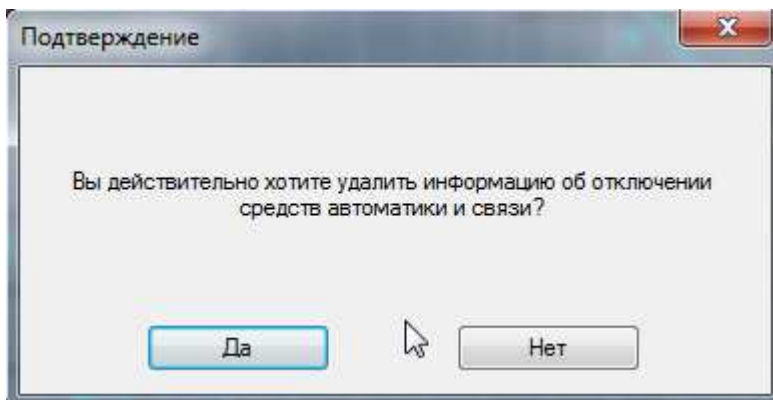 Подтверждение
Вы действительно хотите удалить информацию об отключении
средств автоматики и связи?
Да
Нет